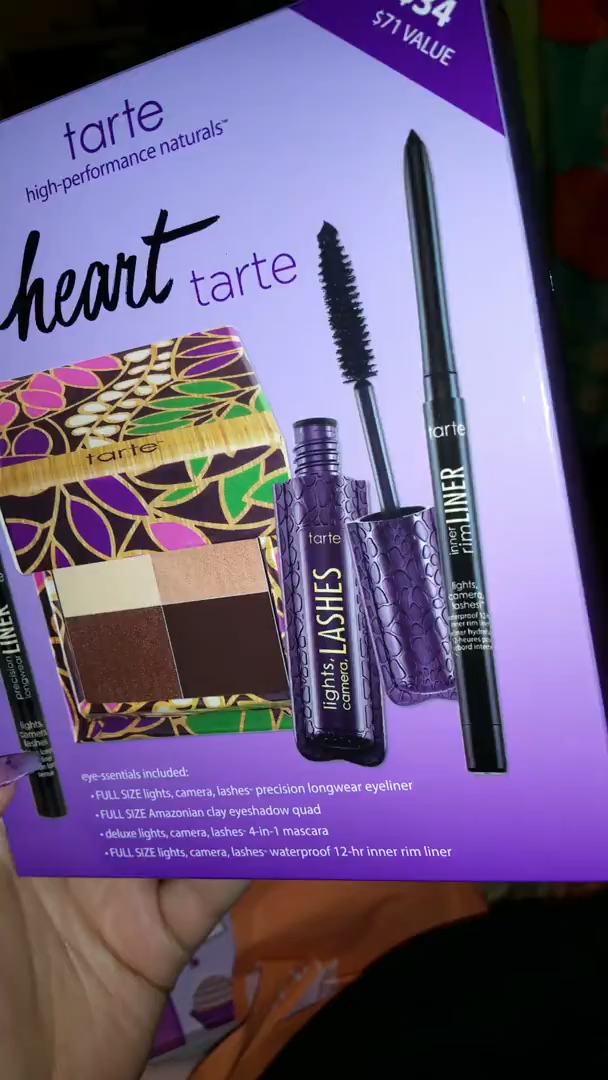 $34
$71 VALUE
tarte
high-performance naturals™
heart tarte
tarte™
tarte
lights,
camera, LASHES
tarte
inner
rim LINER
lights,
camera,
lashes™
precision
longwear LINER
lights,
camera,
lashes
eye-ssentials included:
• FULL SIZE lights, camera, lashes™ precision longwear eyeliner
• FULL SIZE Amazonian clay eyeshadow quad
• deluxe lights, camera, lashes™ 4-in-1 mascara
• FULL SIZE lights, camera, lashes™ waterproof 12-hr inner rim liner